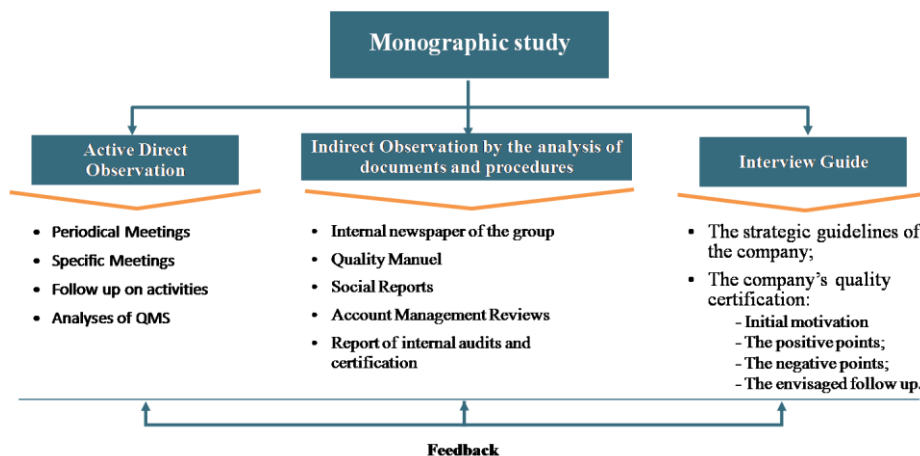 Monographic study
Active Direct
Observation
• Periodical Meetings
• Specific Meetings
• Follow up on activities
• Analyses of QMS
Indirect Observation by the analysis of
documents and procedures
• Internal newspaper of the group
• Quality Manuel
• Social Reports
• Account Management Reviews
• Report of internal audits and
certification
Interview Guide
• The strategic guidelines of
the company;
• The company's quality
certification:
- Initial motivation
- The positive points;
- The negative points;
- The envisaged follow up.
Feedback